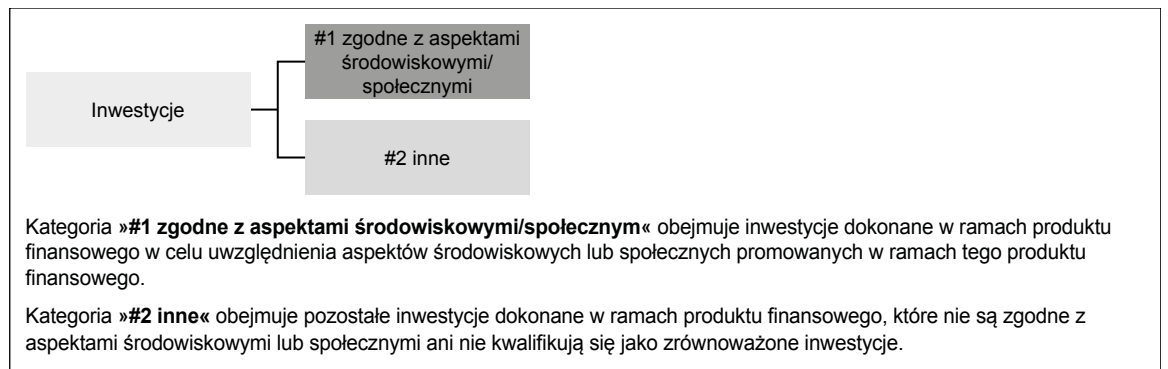 #1 zgodne z aspektami
środowiskowymi/
społecznymi
Inwestycje
#2 inne
Kategoria »#1 zgodne z aspektami środowiskowymi/społecznym« obejmuje inwestycje dokonane w ramach produktu
finansowego w celu uwzględnienia aspektów środowiskowych lub społecznych promowanych w ramach tego produktu
finansowego.
Kategoria »#2 inne« obejmuje pozostałe inwestycje dokonane w ramach produktu finansowego, które nie są zgodne z
aspektami środowiskowymi lub społecznymi ani nie kwalifikują się jako zrównoważone inwestycje.